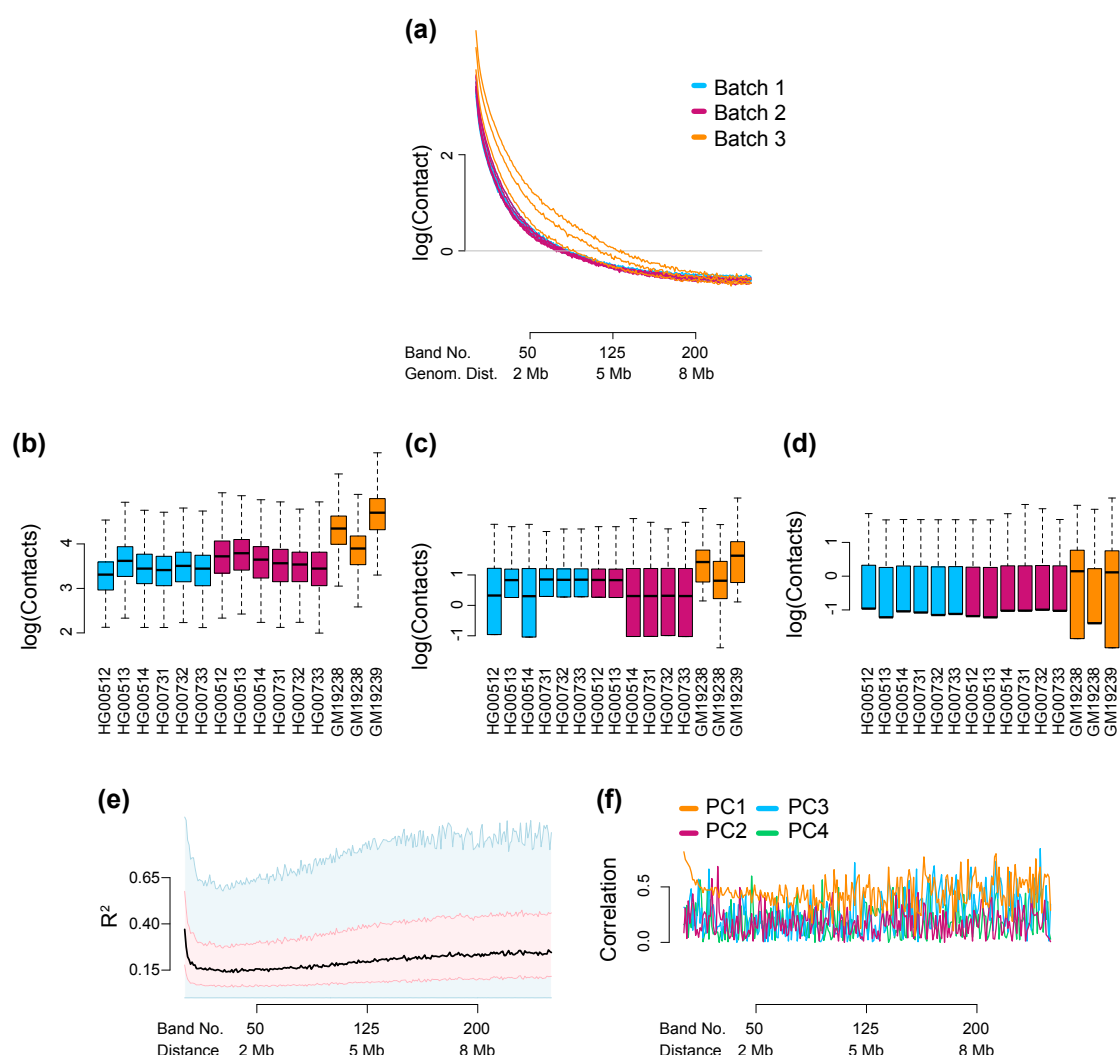 (a)
Batch 1
Batch 2
Batch 3
log(Contact)
2
0
Band No. 50 125 200
Genom. Dist. 2 Mb 5 Mb 8 Mb
(b)
log(Contacts)
4
3
2
HG00512
HG00513
HG00514
HG00731
HG00732
HG00733
HG00512
HG00513
HG00514
HG00731
HG00732
HG00733
GM19238
GM19238
GM19239
(c)
log(Contacts)
1
0
-1
HG00512
HG00513
HG00514
HG00731
HG00732
HG00733
HG00512
HG00513
HG00514
HG00731
HG00732
HG00733
GM19238
GM19238
GM19239
(d)
log(Contacts)
1
-1
HG00512
HG00513
HG00514
HG00731
HG00732
HG00733
HG00512
HG00513
HG00514
HG00731
HG00732
HG00733
GM19238
GM19238
GM19239
(e)
R²
0.65
0.40
0.15
Band No. 50 125 200
Distance 2 Mb 5 Mb 8 Mb
(f)
PC1 PC3
PC2 PC4
Correlation
0.5
0.0
Band No. 50 125 200
Distance 2 Mb 5 Mb 8 Mb